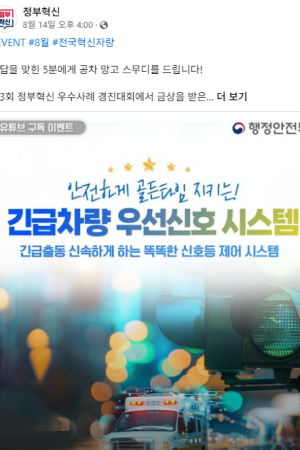 정부혁신
정부혁신
8월 14일 오후 4:00 ·
EVENT #8월 #전국혁신자랑
답을 맞힌 5분에게 공차 망고 스무디를 드립니다!
3회 정부혁신 우수사례 경진대회에서 금상을 받은... 더 보기
유튜브 구독 이벤트
행정안전부
안전하게 골든타임 지키는!
긴급차량 우선신호 시스템
긴급출동 신속하게 하는 똑똑한 신호등 제어 시스템